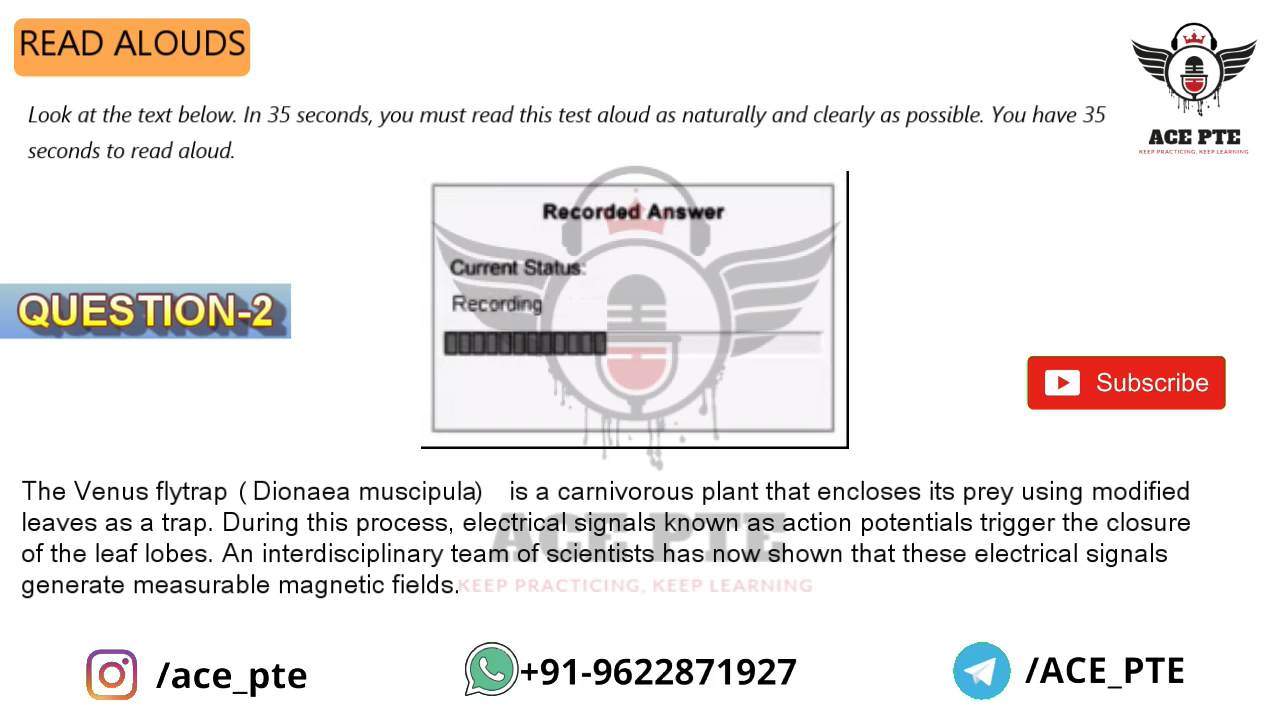 READ ALOUDS
Look at the text below. In 35 seconds, you must read this test aloud as naturally and clearly as possible. You have 35
seconds to read aloud.
ACE PTE
KEEP PRACTICING, KEEP LEARNING
Recorded Answer
Current Status:
Recording
QUESTION-2
Subscribe
The Venus flytrap ( Dionaea muscipula) is a carnivorous plant that encloses its prey using modified
leaves as a trap. During this process, electrical signals known as action potentials trigger the closure
of the leaf lobes. An interdisciplinary team of scientists has now shown that these electrical signals
generate measurable magnetic fields.
ACE PTE
KEEP PRACTICING, KEEP LEARNING
/ace_pte
+91-9622871927
/ACE_PTE